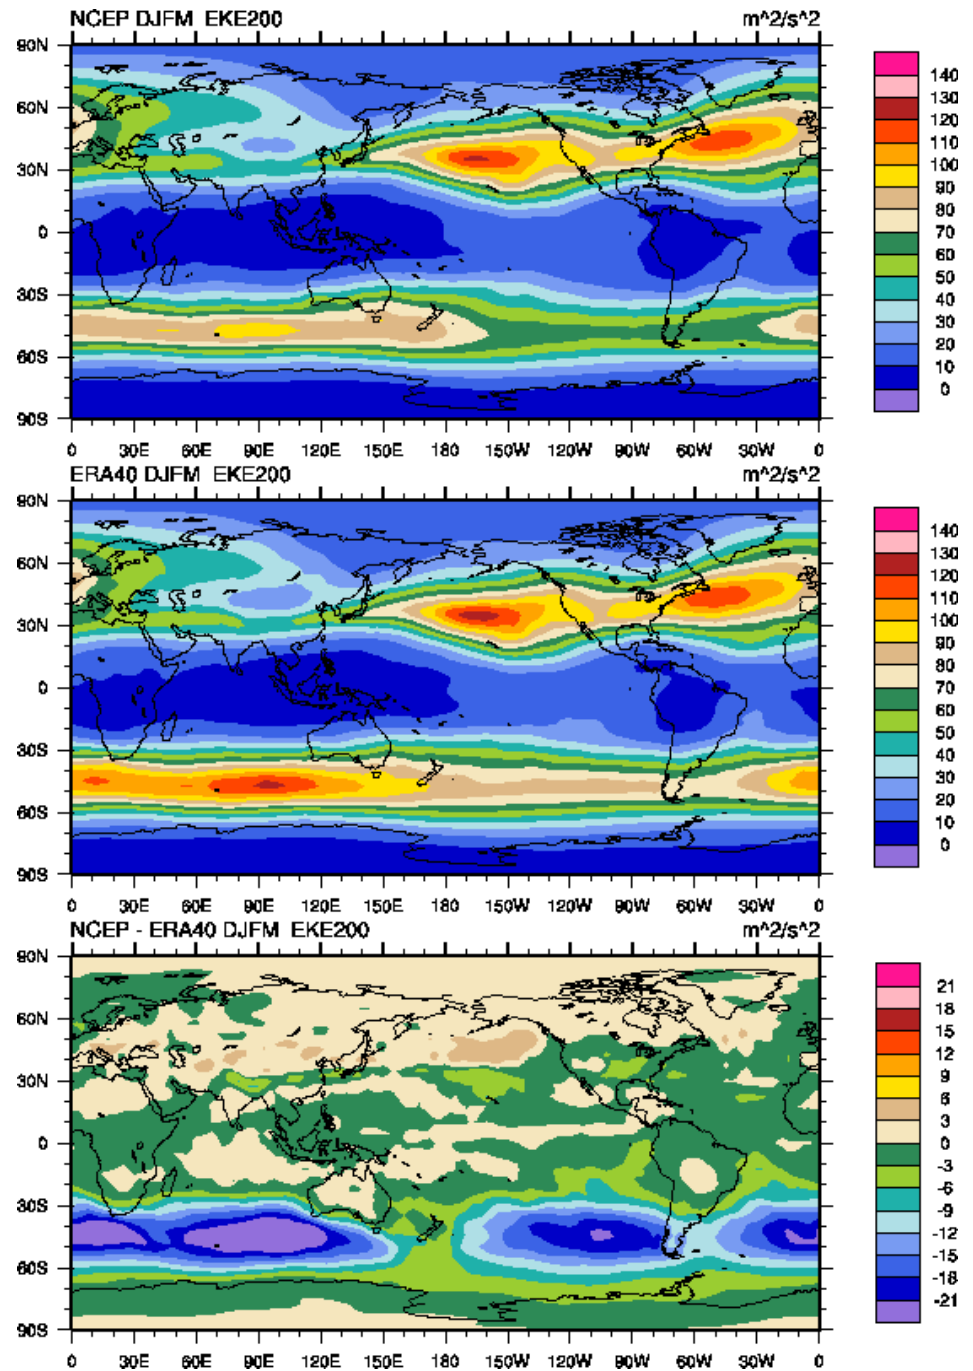 NCEP DJFM EKE200 m^2/s^2
90N
60N
30N
0
30S
60S
90S
0 30E 60E 90E 120E 150E 180 150W 120W 90W 60W 30W 0
140
130
120
110
100
90
80
70
60
50
40
30
20
10
0
ERA40 DJFM EKE200 m^2/s^2
90N
60N
30N
0
30S
60S
90S
0 30E 60E 90E 120E 150E 180 150W 120W 90W 60W 30W 0
140
130
120
110
100
90
80
70
60
50
40
30
20
10
0
NCEP - ERA40 DJFM EKE200 m^2/s^2
90N
60N
30N
0
30S
60S
90S
0 30E 60E 90E 120E 150E 180 150W 120W 90W 60W 30W 0
21
18
15
12
9
6
3
0
-3
-6
-9
-12
-15
-18
-21